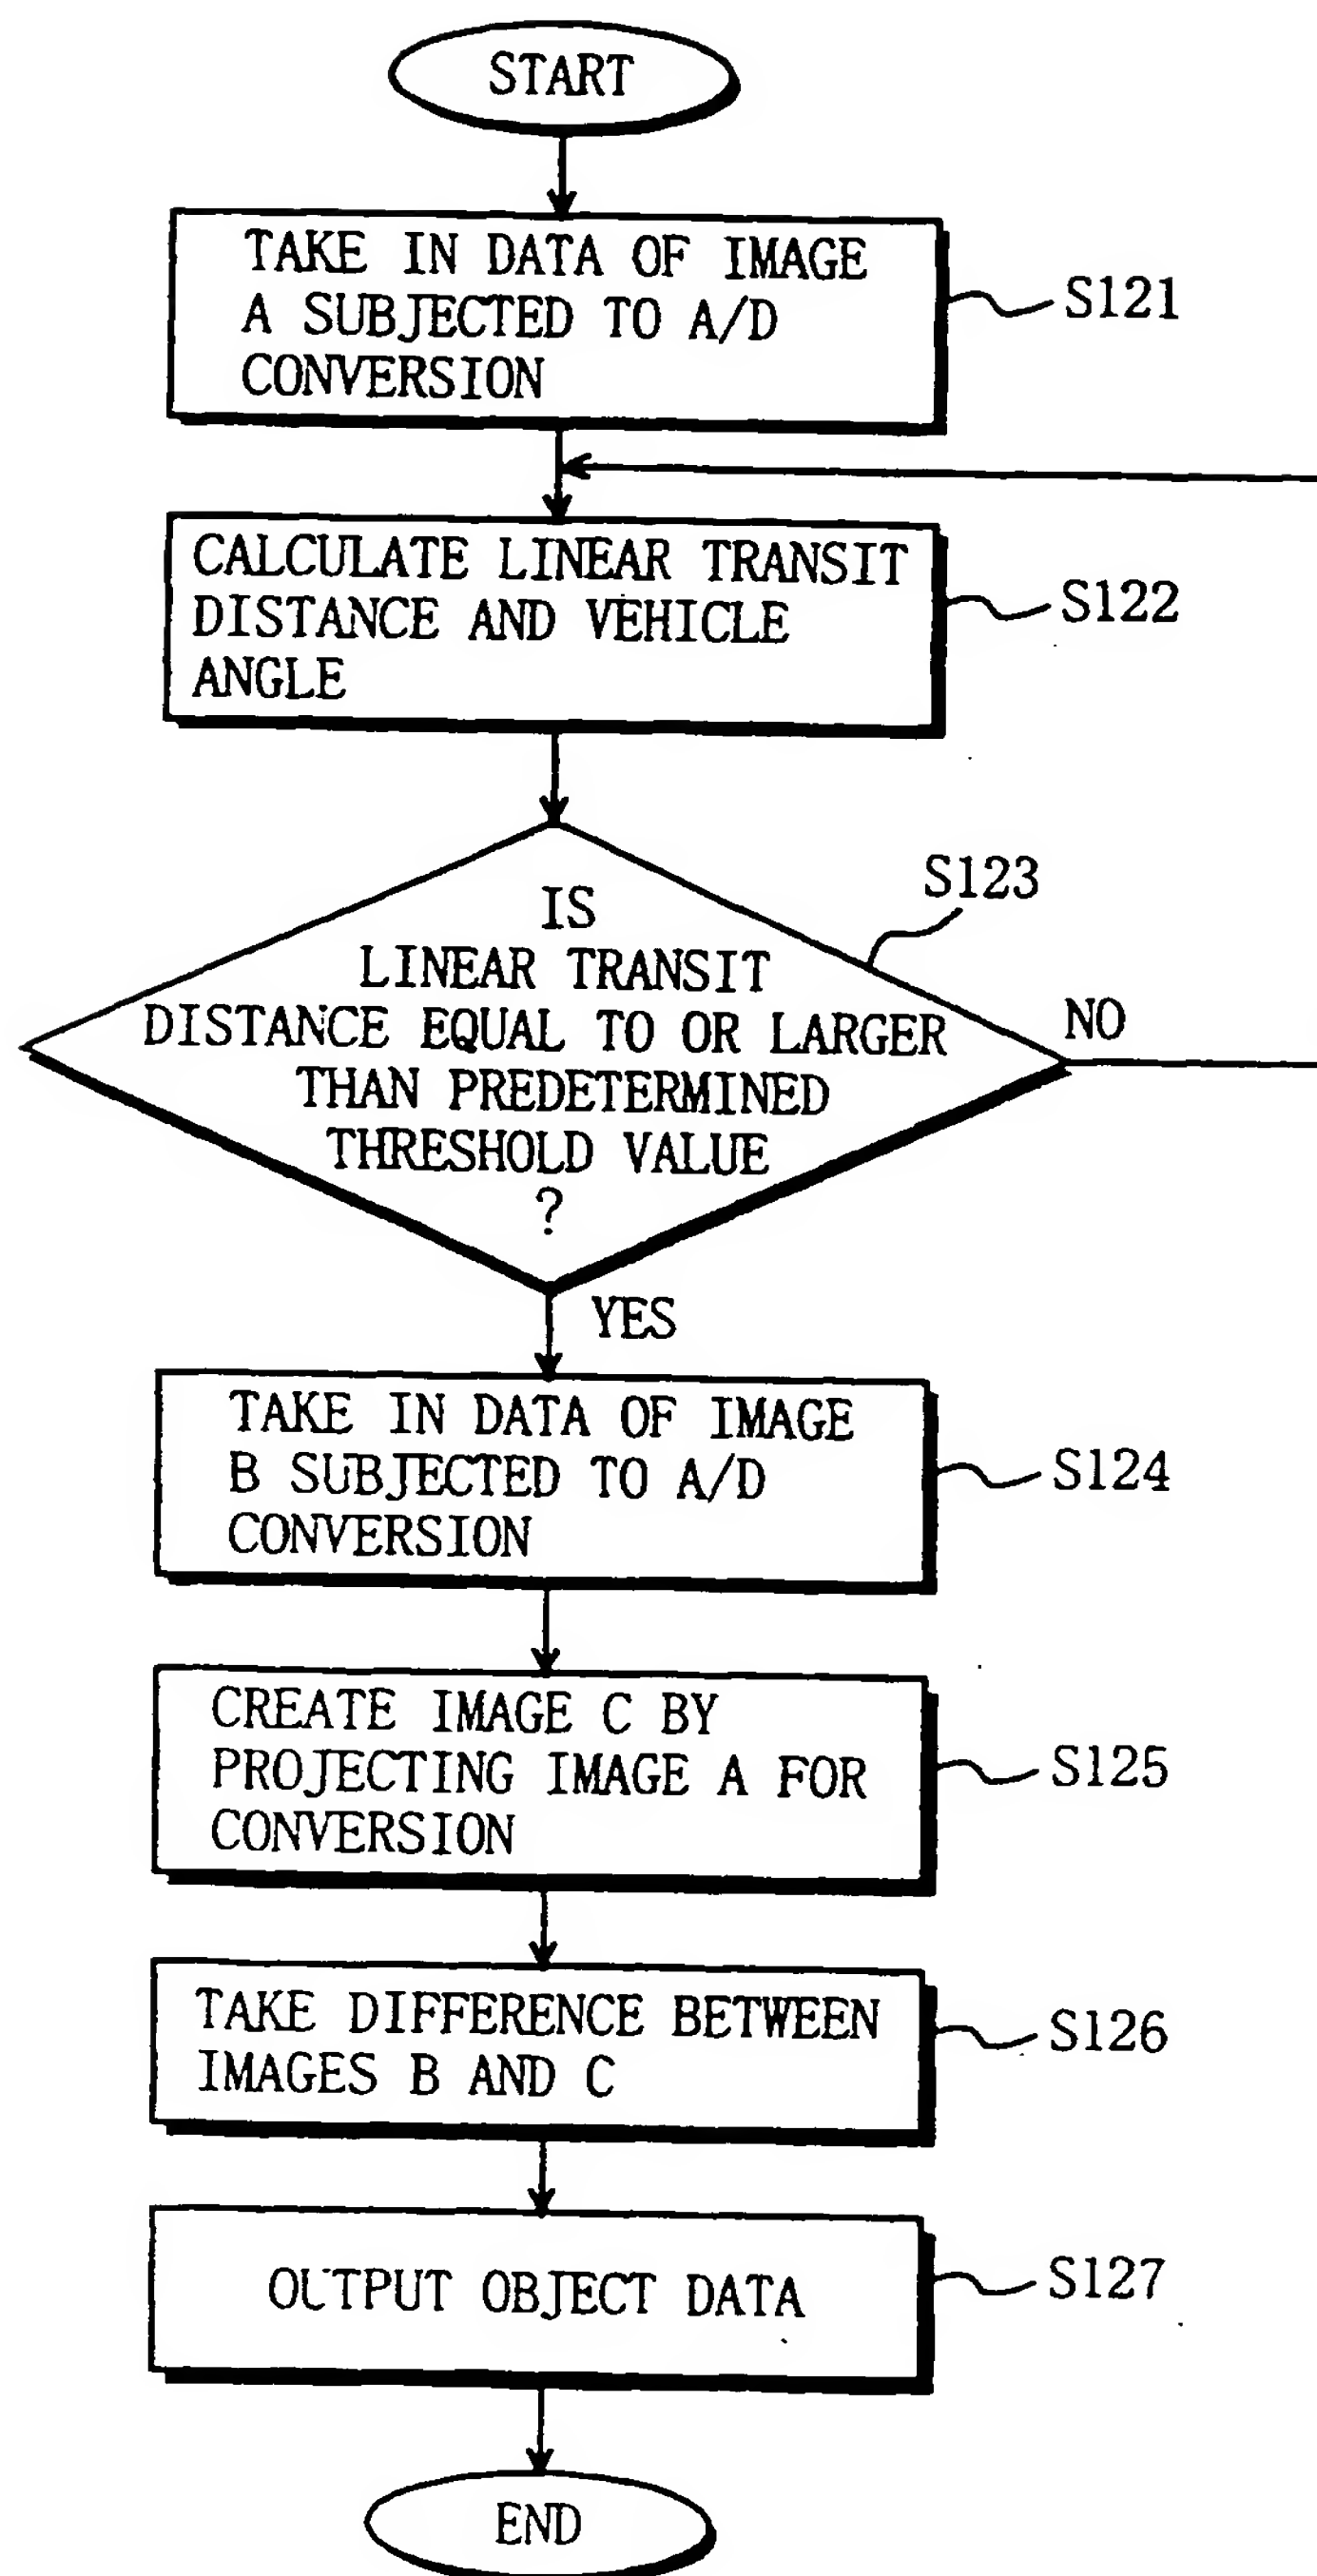 START
TAKE IN DATA OF IMAGE
A SUBJECTED TO A/D
CONVERSION
S121
CALCULATE LINEAR TRANSIT
DISTANCE AND VEHICLE
ANGLE
S122
S123
IS
LINEAR TRANSIT
DISTANCE EQUAL TO OR LARGER
THAN PREDETERMINED
THRESHOLD VALUE
?
NO
YES
TAKE IN DATA OF IMAGE
B SUBJECTED TO A/D
CONVERSION
S124
CREATE IMAGE C BY
PROJECTING IMAGE A FOR
CONVERSION
S125
TAKE DIFFERENCE BETWEEN
IMAGES B AND C
S126
OUTPUT OBJECT DATA
S127
END